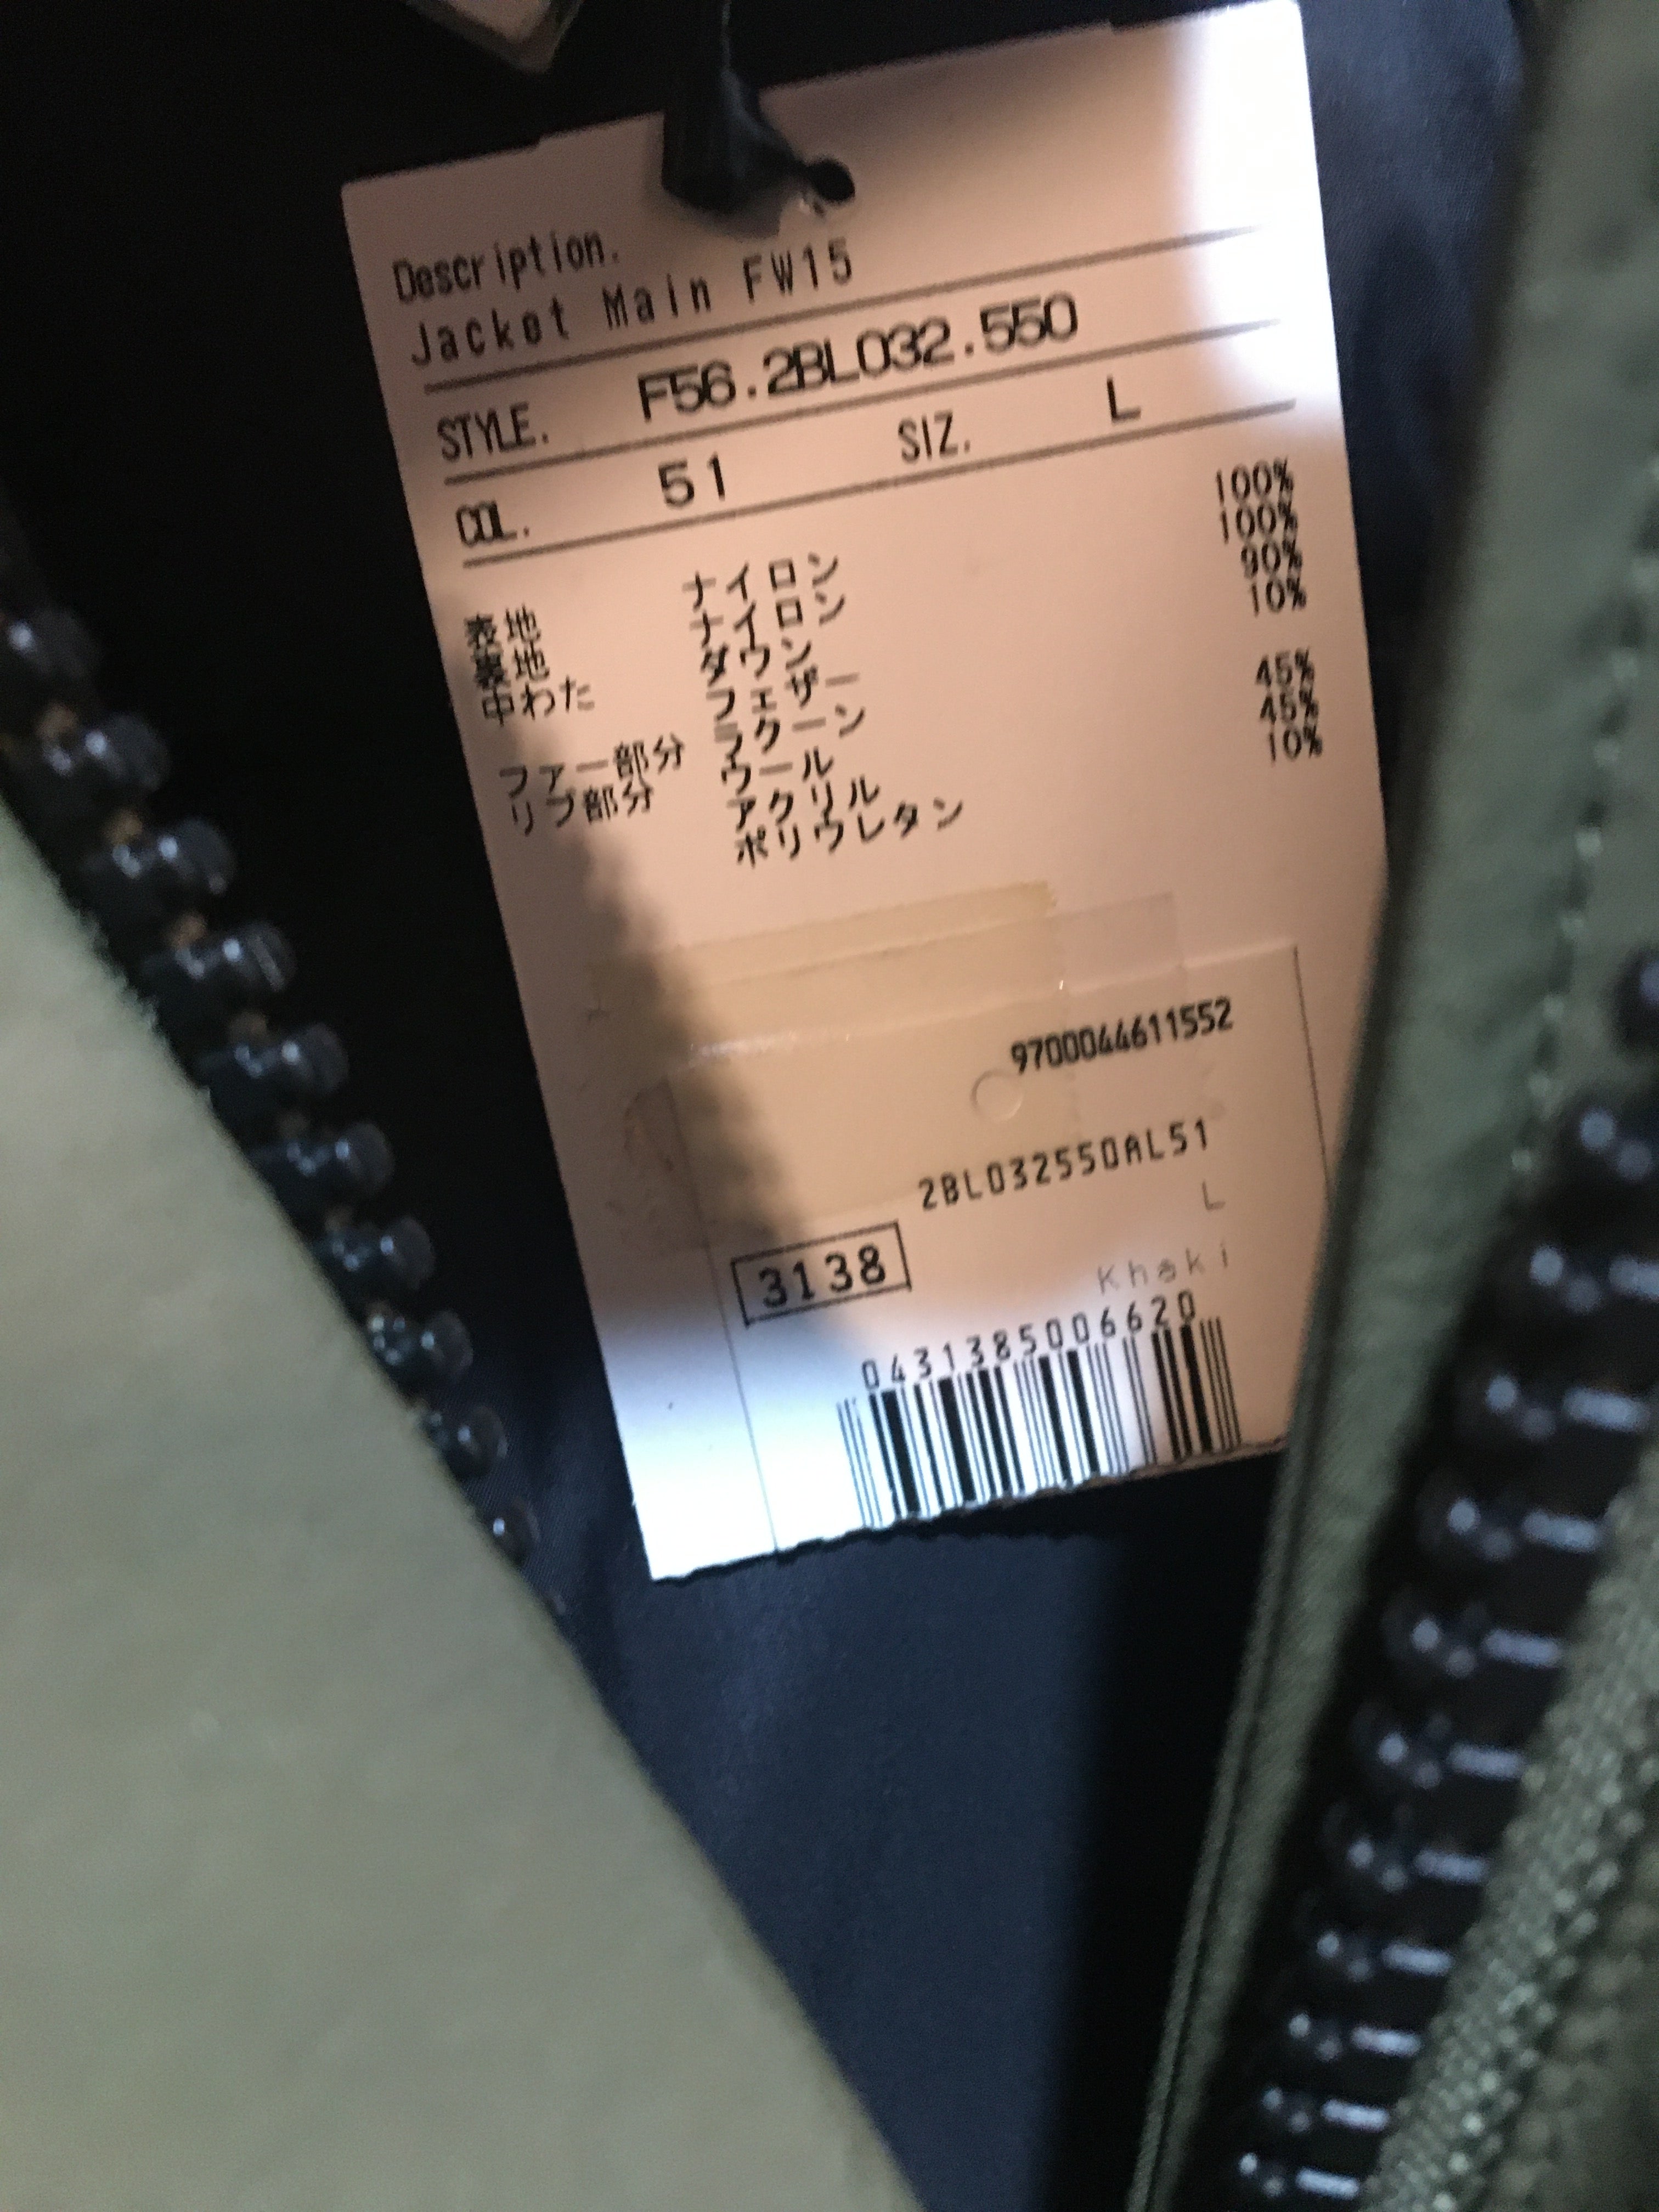 Description.
Jacket Main FW15
STYLE. F56.2BL032.550
COL. 51 SIZ. L
表地 ナイロン 100%
裏地 ナイロン 100%
中わた ダウン 90%
フェザー 10%
ファー部分 ラクーン
リブ部分 ウール 45%
アクリル 45%
ポリウレタン 10%
9700044611552
2BL032550AL51
L
3138
Khaki
0431385006620